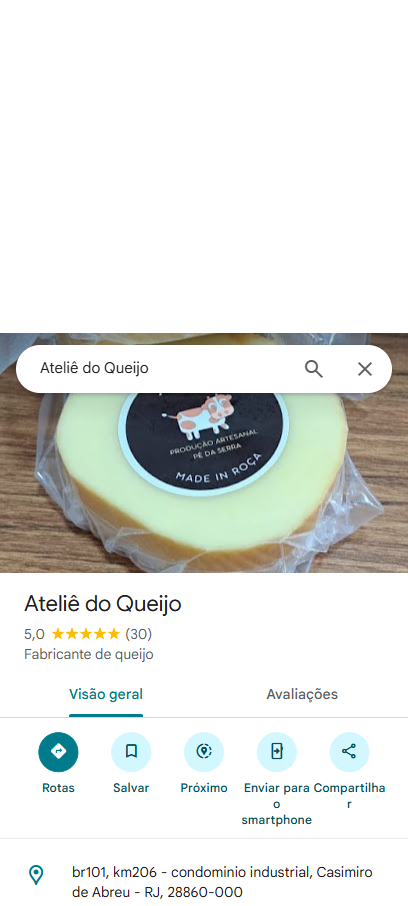 Ateliê do Queijo
PRODUÇÃO ARTESANAL
PÉ DA SERRA
MADE IN ROÇA
Ateliê do Queijo
5,0 (30)
Fabricante de queijo
Visão geral Avaliações
Rotas Salvar Próximo Enviar para Compartilha
o r
smartphone
br101, km206 - condominio industrial, Casimiro
de Abreu - RJ, 28860-000